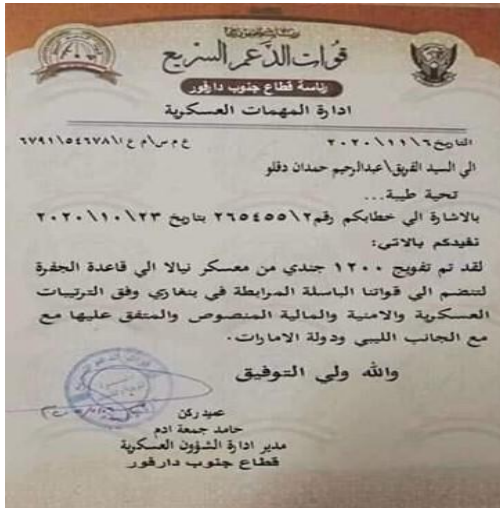 قوات الدعم السريع
رئاسة قطاع جنوب دارفور
ادارة المهمات العسكرية
التاريخ ٢٠٢٠\١١\٦
ع م س\م ع ا\٥٤٦٧٨\٦٧٩١
الي السيد الفريق\عبدالرحيم حمدان دقلو
تحية طيبة...
بالاشارة الي خطابكم رقم٢\٢٦٥٤٥٥ بتاريخ ٢٠٢٠\١٠\٢٣
نفيدكم بالاتي:
لقد تم تفويج ١٢٠٠ جندي من معسكر نيالا الي قاعدة الجفرة
لتنضم الي قواتنا الباسلة المرابطة في بنغازي وفق الترتيبات
العسكرية والامنية والمالية المنصوص والمتفق عليها مع
مع الجانب الليبي ودولة الامارات.
والله ولي التوفيق
عميد ركن
حامد جمعة ادم
مدير ادارة الشؤون العسكرية
قطاع جنوب دارفور